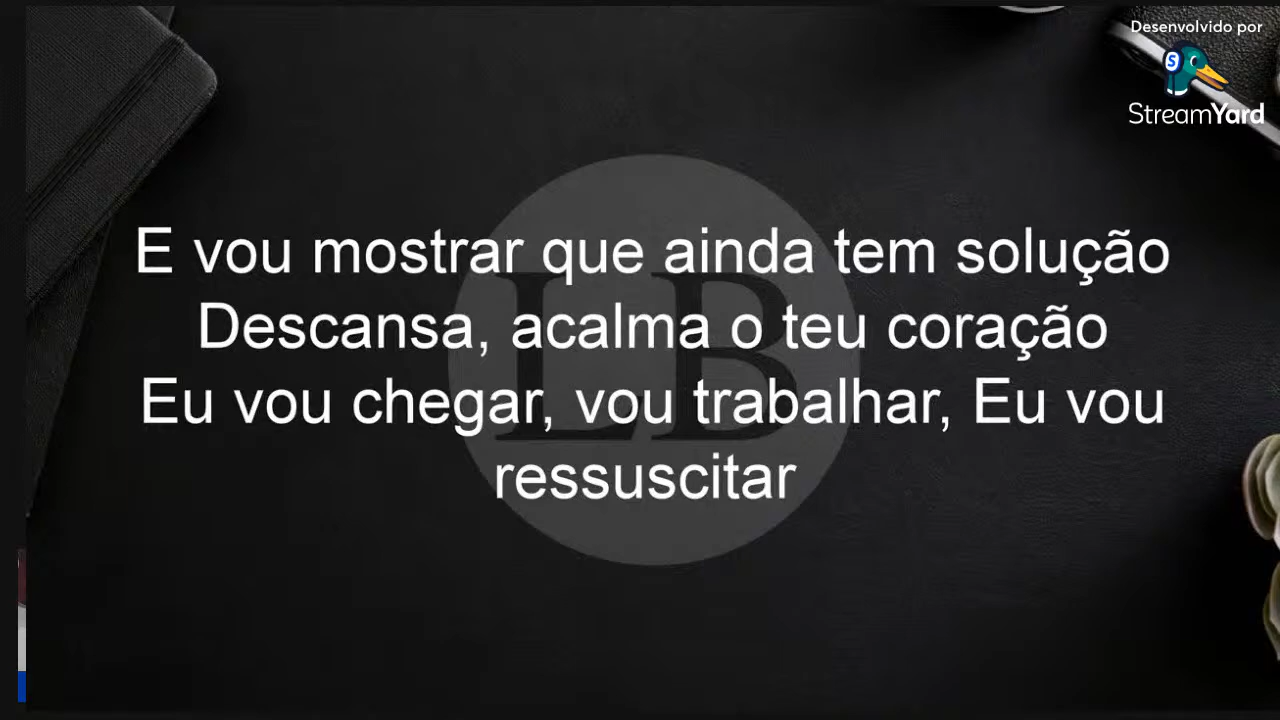 Desenvolvido por
StreamYard
E vou mostrar que ainda tem solução
Descansa, acalma o teu coração
Eu vou chegar, vou trabalhar, Eu vou
ressuscitar
LB